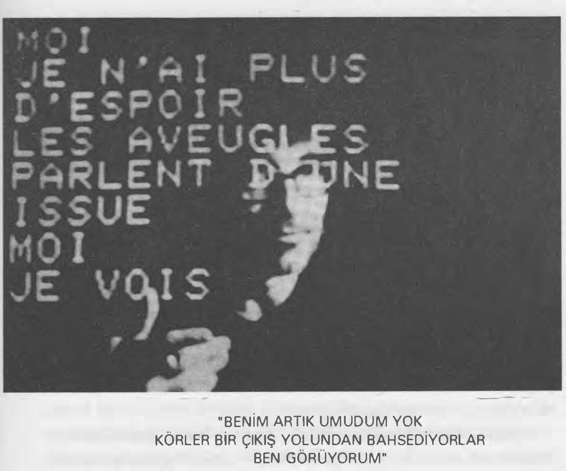 MOI
JE N'AI PLUS
D'ESPOIR
LES AVEUGLES
PARLENT D'UNE
ISSUE
MOI
JE VOIS
"BENİM ARTIK UMUDUM YOK
KÖRLER BİR ÇIKIŞ YOLUNDAN BAHSEDİYORLAR
BEN GÖRÜYORUM"